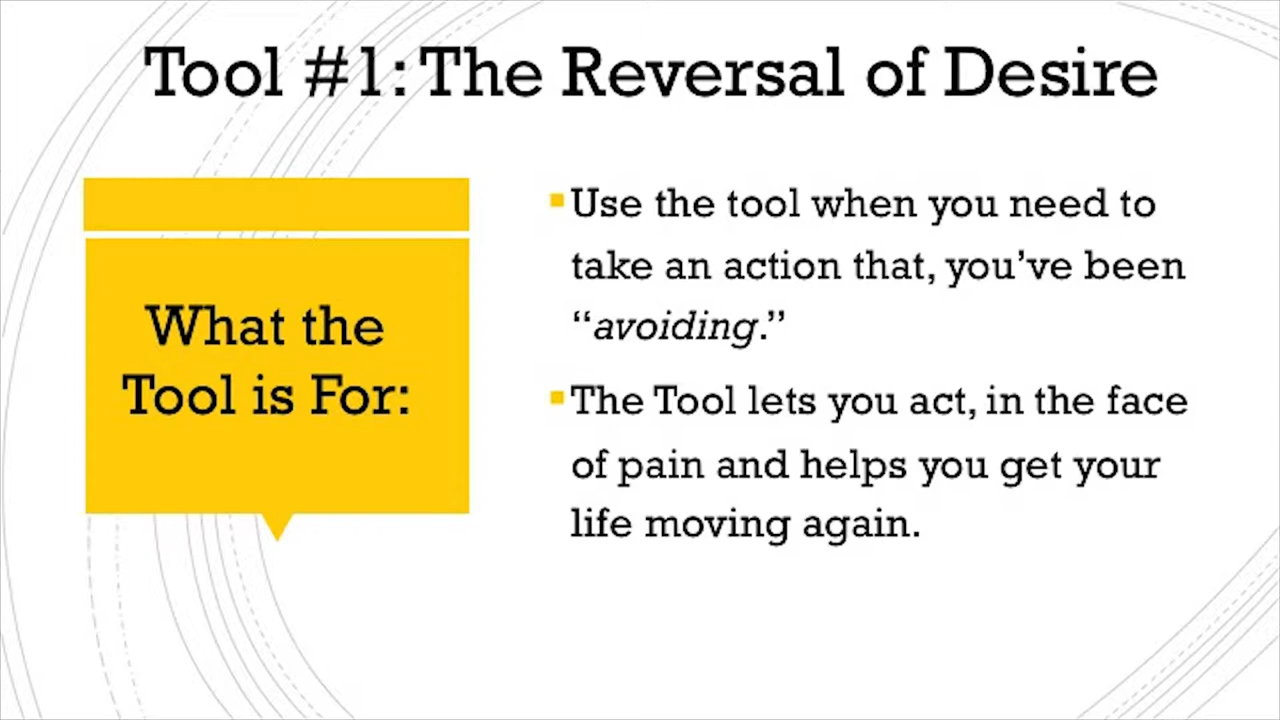 Tool #1: The Reversal of Desire
What the
Tool is For:
▪Use the tool when you need to
take an action that, you’ve been
“avoiding.”
▪The Tool lets you act, in the face
of pain and helps you get your
life moving again.